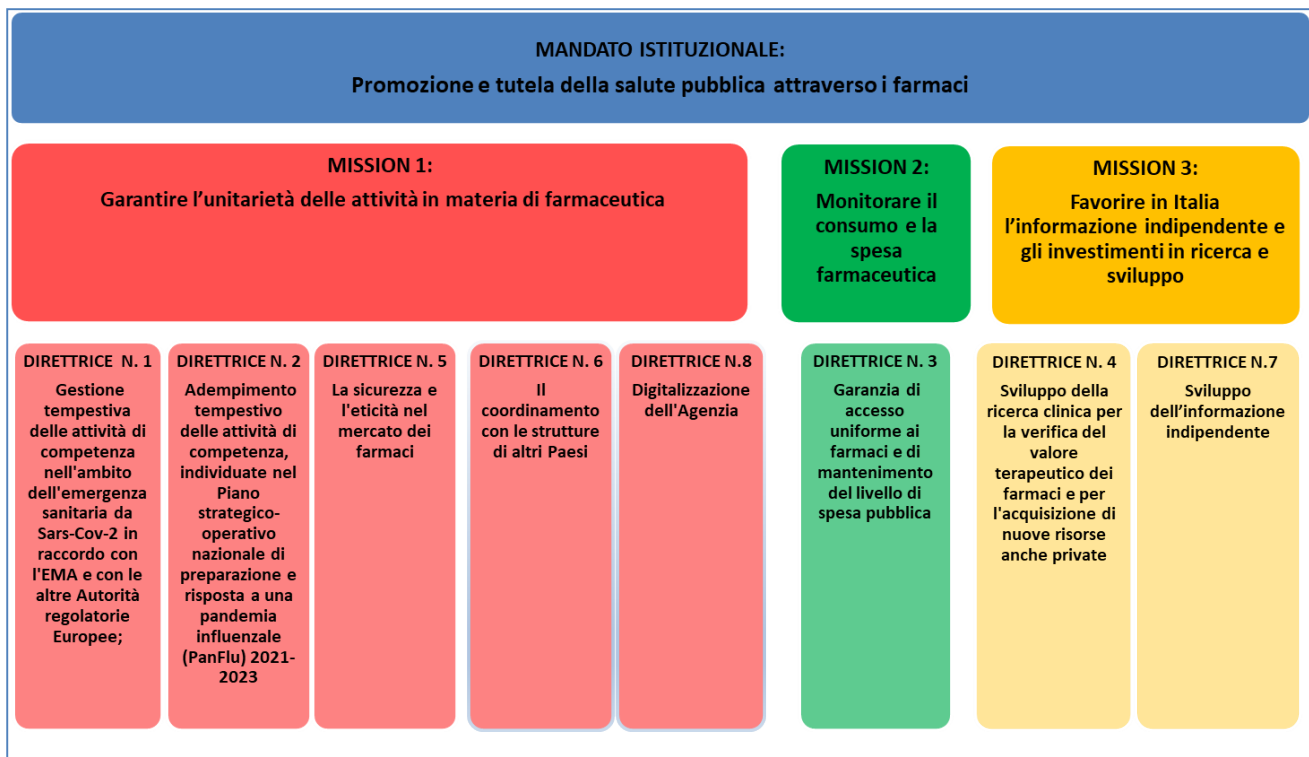 MANDATO ISTITUZIONALE:
Promozione e tutela della salute pubblica attraverso i farmaci
MISSION 1:
Garantire l'unitarietà delle attività in materia di farmaceutica
MISSION 2:
Monitorare il
consumo e la
spesa
farmaceutica
MISSION 3:
Favorire in Italia
l'informazione indipendente e
gli investimenti in ricerca e
sviluppo
DIRETTRICE N. 1
Gestione
tempestiva
delle attività di
competenza
nell'ambito
dell'emergenza
sanitaria da
Sars-Cov-2 in
raccordo con
l'EMA e con le
altre Autorità
regolatorie
Europee;
DIRETTRICE N. 2
Adempimento
tempestivo
delle attività di
competenza,
individuate nel
Piano
strategico-
operativo
nazionale di
preparazione e
risposta a una
pandemia
influenzale
(PanFlu) 2021-
2023
DIRETTRICE N. 5
La sicurezza e
l'eticità nel
mercato dei
farmaci
DIRETTRICE N. 6
Il
coordinamento
con le strutture
di altri Paesi
DIRETTRICE N.8
Digitalizzazione
dell'Agenzia
DIRETTRICE N. 3
Garanzia di
accesso
uniforme ai
farmaci e di
mantenimento
del livello di
spesa pubblica
DIRETTRICE N. 4
Sviluppo della
ricerca clinica per
la verifica del
valore
terapeutico dei
farmaci e per
l'acquisizione di
nuove risorse
anche private
DIRETTRICE N.7
Sviluppo
dell'informazione
indipendente